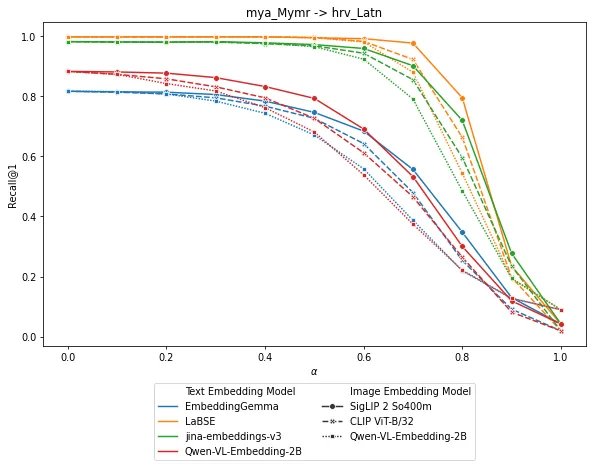 mya_Mymr -> hrv_Latn
Recall@1
1.0
0.8
0.6
0.4
0.2
0.0
0.0 0.2 0.4 0.6 0.8 1.0
α
Text Embedding Model
EmbeddingGemma
LaBSE
jina-embeddings-v3
Qwen-VL-Embedding-2B
Image Embedding Model
SigLIP 2 So400m
CLIP ViT-B/32
Qwen-VL-Embedding-2B